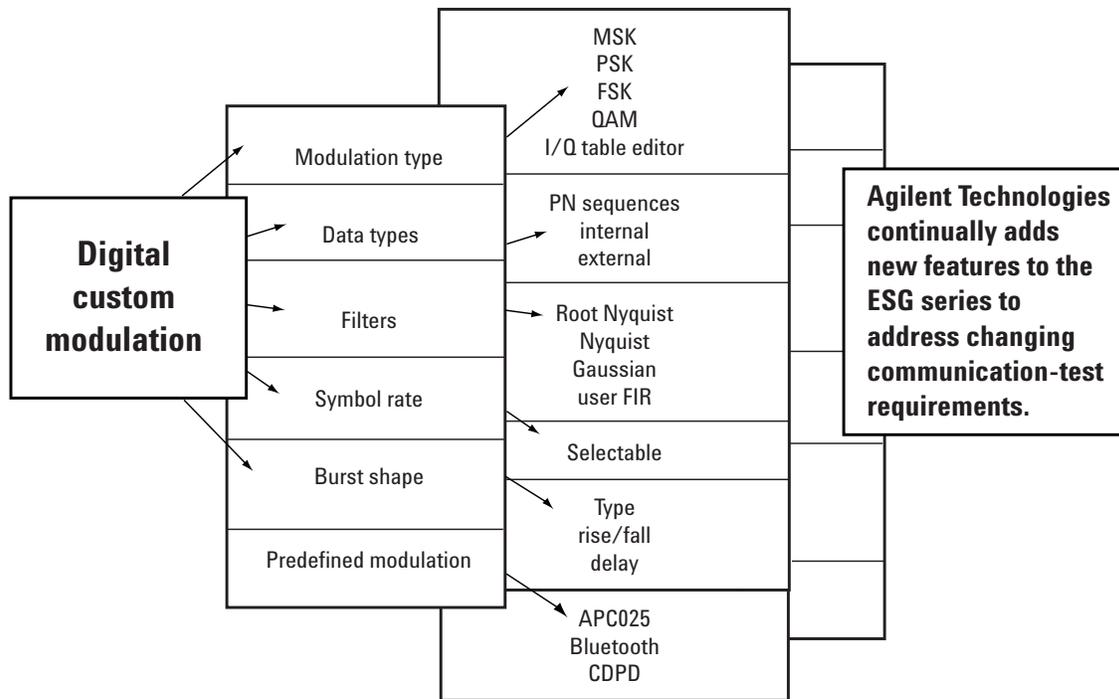 Digital
custom
modulation
Modulation type
Data types
Filters
Symbol rate
Burst shape
Predefined modulation
MSK
PSK
FSK
QAM
I/Q table editor
PN sequences
internal
external
Root Nyquist
Nyquist
Gaussian
user FIR
Selectable
Type
rise/fall
delay
APC025
Bluetooth
CDPD
Agilent Technologies
continually adds
new features to the
ESG series to
address changing
communication-test
requirements.